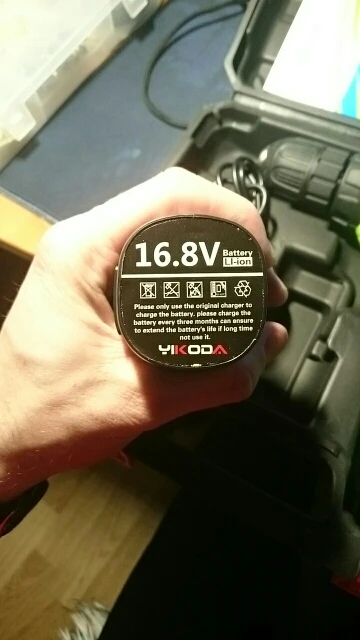 16.8V Battery
LI-ion
Please only use the original charger to
charge the battery. please charge the
battery every three months can ensure
to extend the battery's life if long time
not use it.
YIKODA